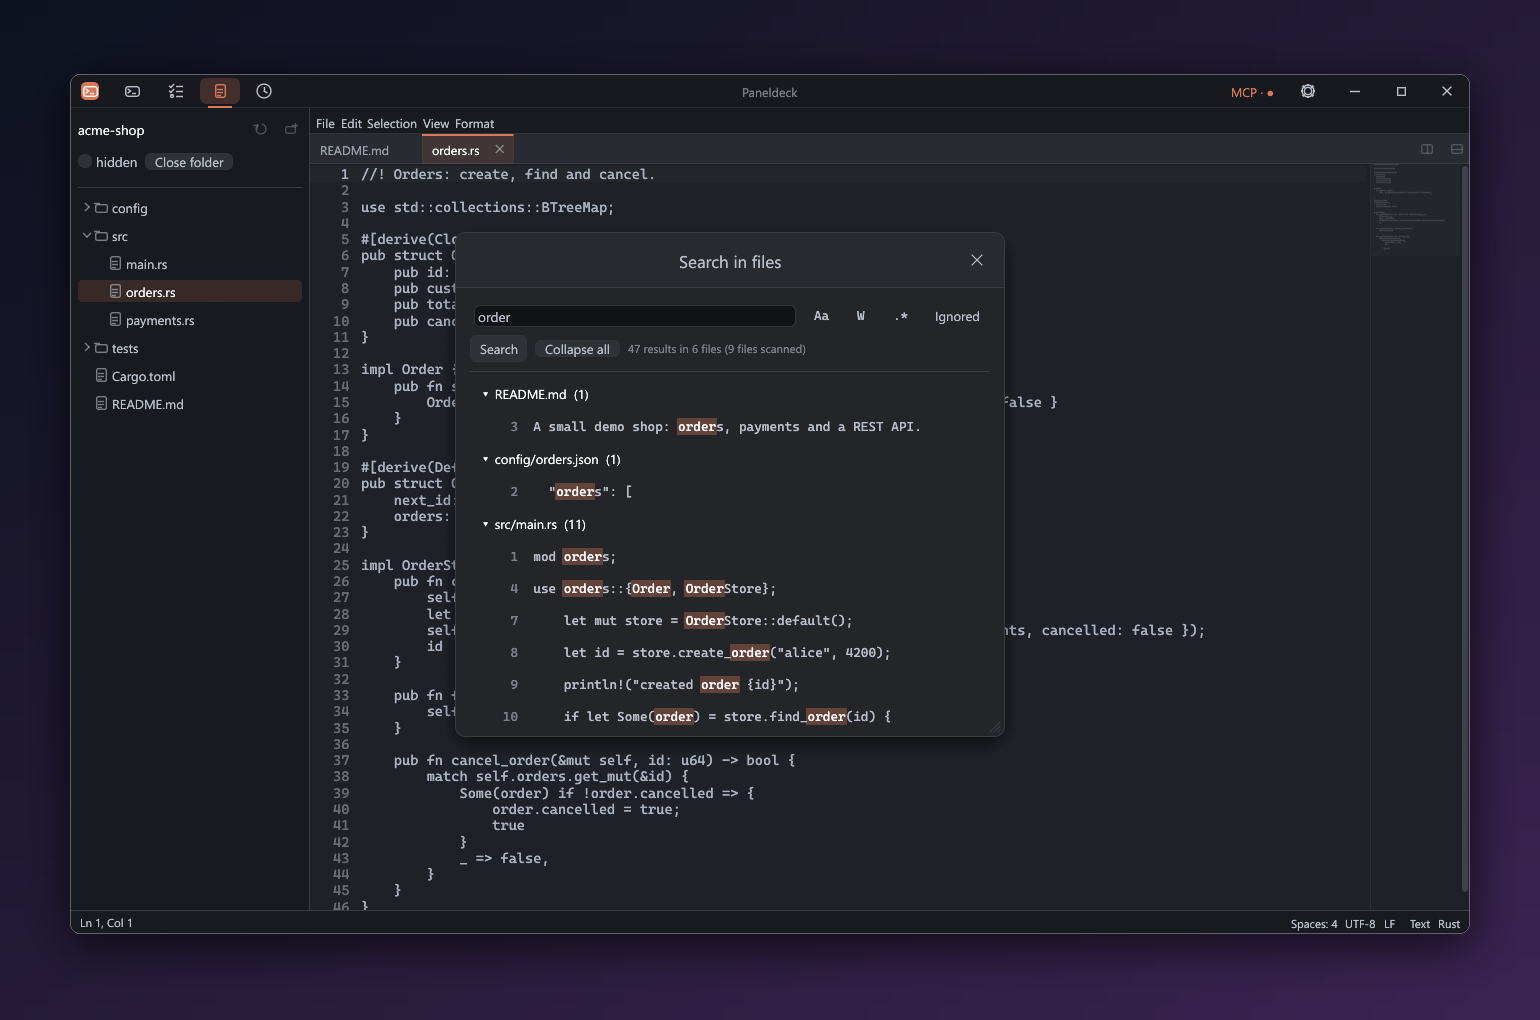 Paneldeck
MCP
acme-shop
hidden
Close folder
config
src
main.rs
orders.rs
payments.rs
tests
Cargo.toml
README.md
File Edit Selection View Format
README.md
orders.rs
1 //! Orders: create, find and cancel.
2
3 use std::collections::BTreeMap;
4
5 #[derive(Clo
6 pub struct O
7 pub id:
8 pub cust
9 pub tota
10 pub canc
11 }
12
13 impl Order {
14 pub fn s
15 Orde alse }
16 }
17 }
18
19 #[derive(De
20 pub struct O
21 next_id:
22 orders:
23 }
24
25 impl OrderSt
26 pub fn c
27 self
28 let
29 self ts, cancelled: false });
30 id
31 }
32
33 pub fn f
34 self
35 }
36
37 pub fn cancel_order(&mut self, id: u64) -> bool {
38 match self.orders.get_mut(&id) {
39 Some(order) if !order.cancelled => {
40 order.cancelled = true;
41 true
42 }
43 _ => false,
44 }
45 }
46 }
Search in files
order
Aa W .* Ignored
Search Collapse all 47 results in 6 files (9 files scanned)
README.md (1)
3 A small demo shop: orders, payments and a REST API.
config/orders.json (1)
2 "orders": [
src/main.rs (11)
1 mod orders;
4 use orders::{Order, OrderStore};
7 let mut store = OrderStore::default();
8 let id = store.create_order("alice", 4200);
9 println!("created order {id}");
10 if let Some(order) = store.find_order(id) {
Ln 1, Col 1
Spaces: 4 UTF-8 LF Text Rust